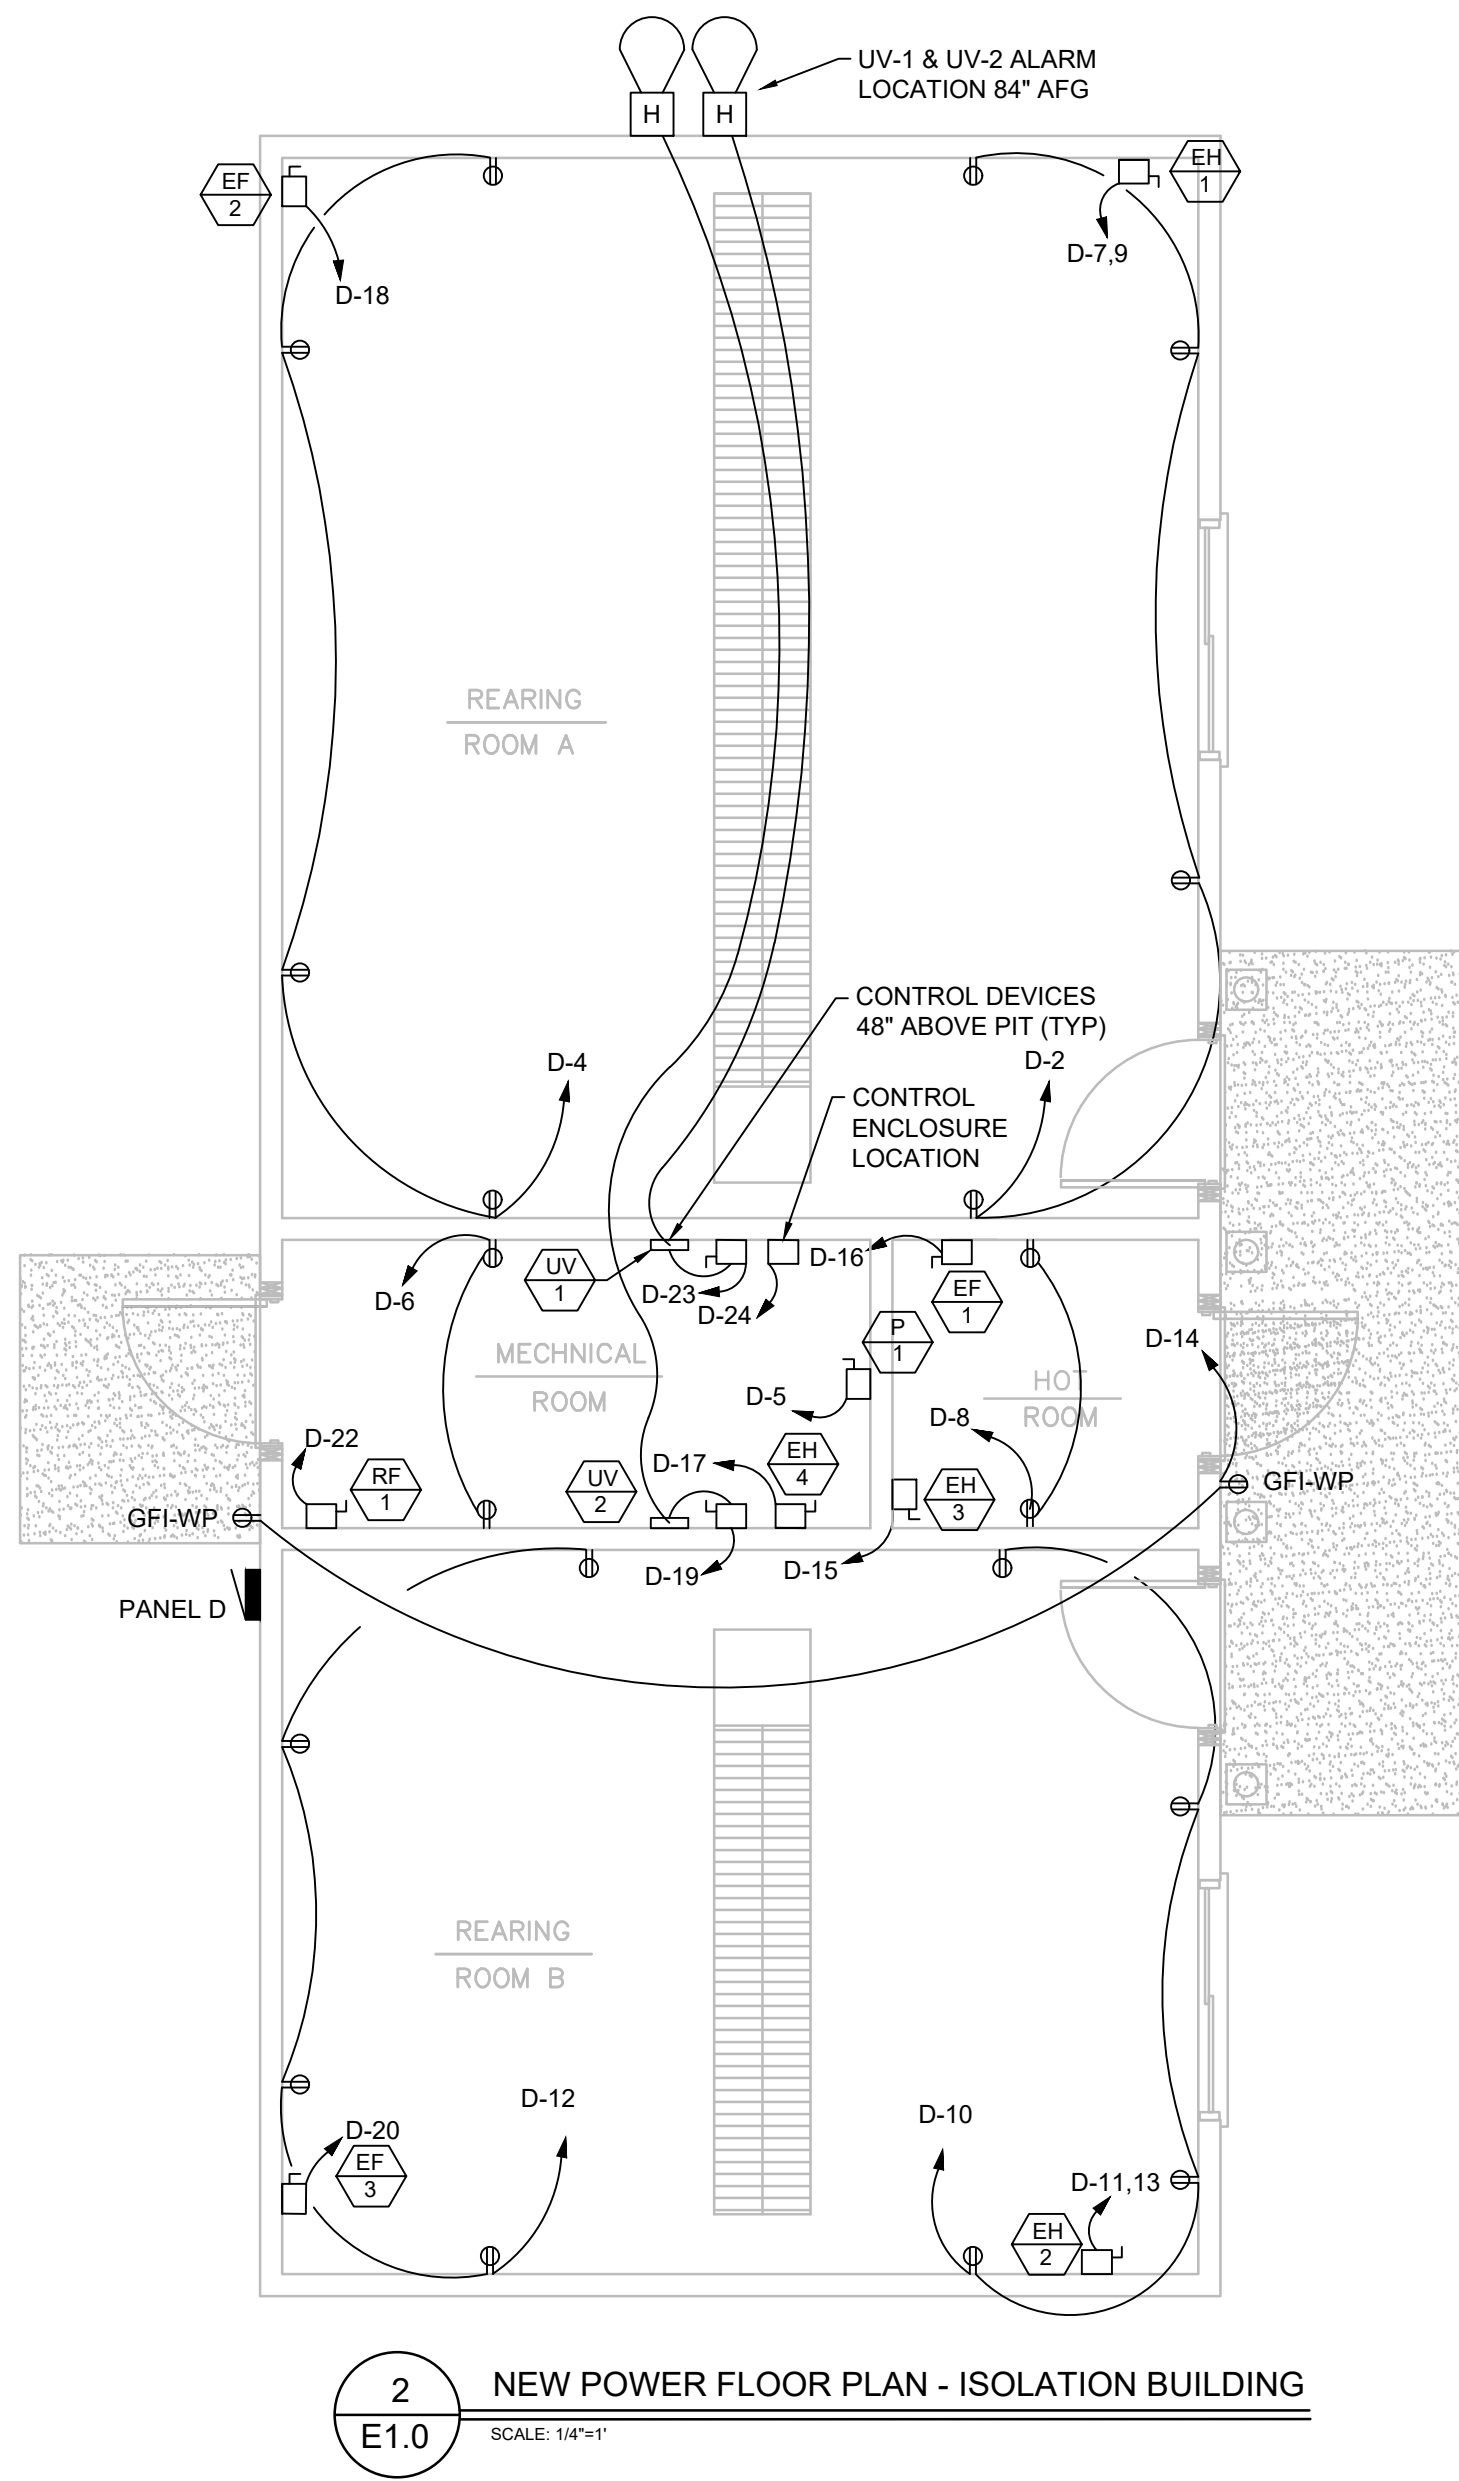 UV-1 & UV-2 ALARM
LOCATION 84" AFG
H
H
EF
2
EH
1
D-7,9
D-18
REARING
ROOM A
CONTROL DEVICES
48" ABOVE PIT (TYP)
D-4
D-2
CONTROL
ENCLOSURE
LOCATION
UV
1
D-16
D-6
D-23
D-24
EF
1
P
1
D-14
MECHNICAL
ROOM
HOT
ROOM
D-5
D-8
D-22
RF
1
UV
2
D-17
EH
4
EH
3
GFI-WP
GFI-WP
D-19
D-15
PANEL D
REARING
ROOM B
D-12
D-10
D-20
EF
3
D-11,13
EH
2
2
E1.0
NEW POWER FLOOR PLAN - ISOLATION BUILDING
SCALE: 1/4"=1'